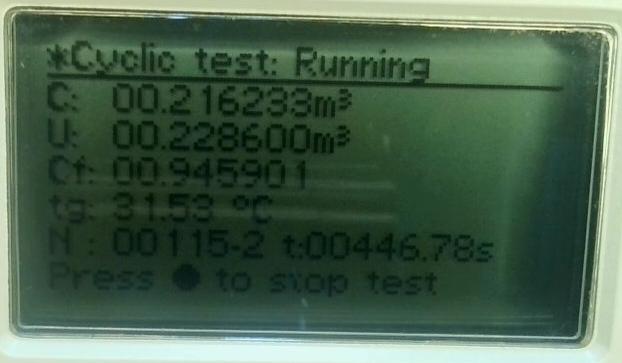 *Cyclic test: Running
C: 00.216233m³
U: 00.228600m³
Cf: 00.945901
tg: 31.53 °C
N : 00115-2 t:00446.78s
Press ● to stop test